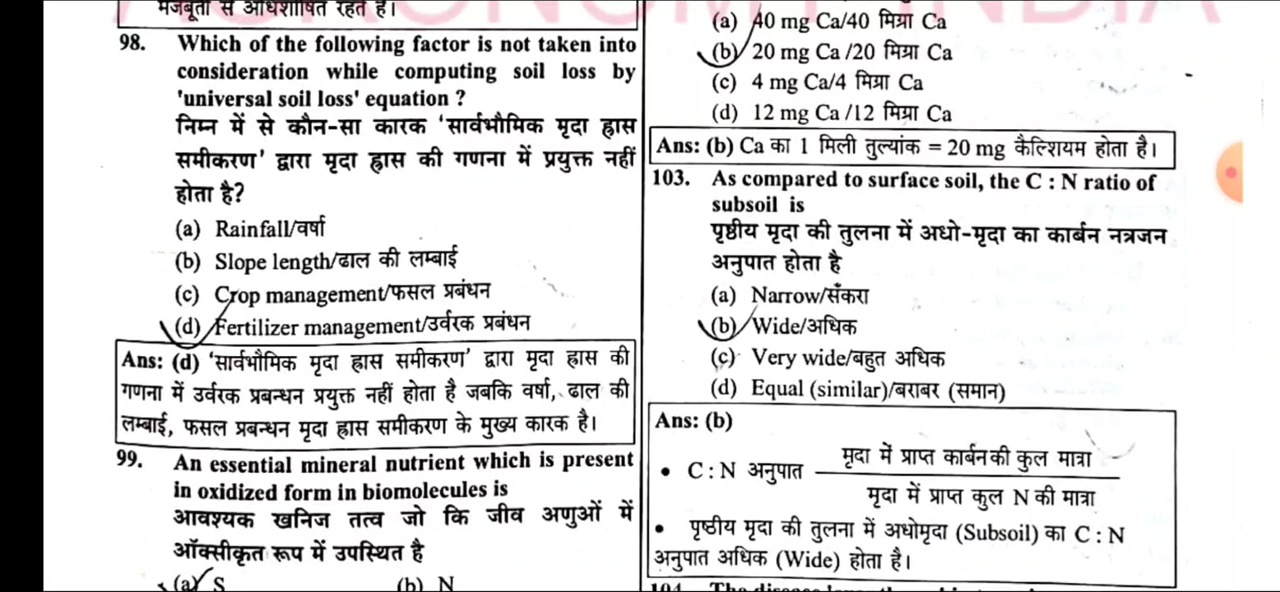 मजबूती से अधिशोषित रहते हैं।
98. Which of the following factor is not taken into
consideration while computing soil loss by
'universal soil loss' equation ?
निम्न में से कौन-सा कारक ‘सार्वभौमिक मृदा ह्रास
समीकरण’ द्वारा मृदा ह्रास की गणना में प्रयुक्त नहीं
होता है?
(a) Rainfall/वर्षा
(b) Slope length/ढाल की लम्बाई
(c) Crop management/फसल प्रबंधन
(d) Fertilizer management/उर्वरक प्रबंधन
Ans: (d) ‘सार्वभौमिक मृदा ह्रास समीकरण’ द्वारा मृदा ह्रास की
गणना में उर्वरक प्रबन्धन प्रयुक्त नहीं होता है जबकि वर्षा, ढाल की
लम्बाई, फसल प्रबन्धन मृदा ह्रास समीकरण के मुख्य कारक है।
99. An essential mineral nutrient which is present
in oxidized form in biomolecules is
आवश्यक खनिज तत्व जो कि जीव अणुओं में
ऑक्सीकृत रूप में उपस्थित है
(a) S (b) N
(a) 40 mg Ca/40 मिग्रा Ca
(b) 20 mg Ca /20 मिग्रा Ca
(c) 4 mg Ca/4 मिग्रा Ca
(d) 12 mg Ca /12 मिग्रा Ca
Ans: (b) Ca का 1 मिली तुल्यांक = 20 mg कैल्शियम होता है।
103. As compared to surface soil, the C : N ratio of
subsoil is
पृष्ठीय मृदा की तुलना में अधो-मृदा का कार्बन नत्रजन
अनुपात होता है
(a) Narrow/सँकरा
(b) Wide/अधिक
(c) Very wide/बहुत अधिक
(d) Equal (similar)/बराबर (समान)
Ans: (b)
• C : N अनुपात मृदा में प्राप्त कार्बन की कुल मात्रा
मृदा में प्राप्त कुल N की मात्रा
• पृष्ठीय मृदा की तुलना में अधोमृदा (Subsoil) का C : N
अनुपात अधिक (Wide) होता है।